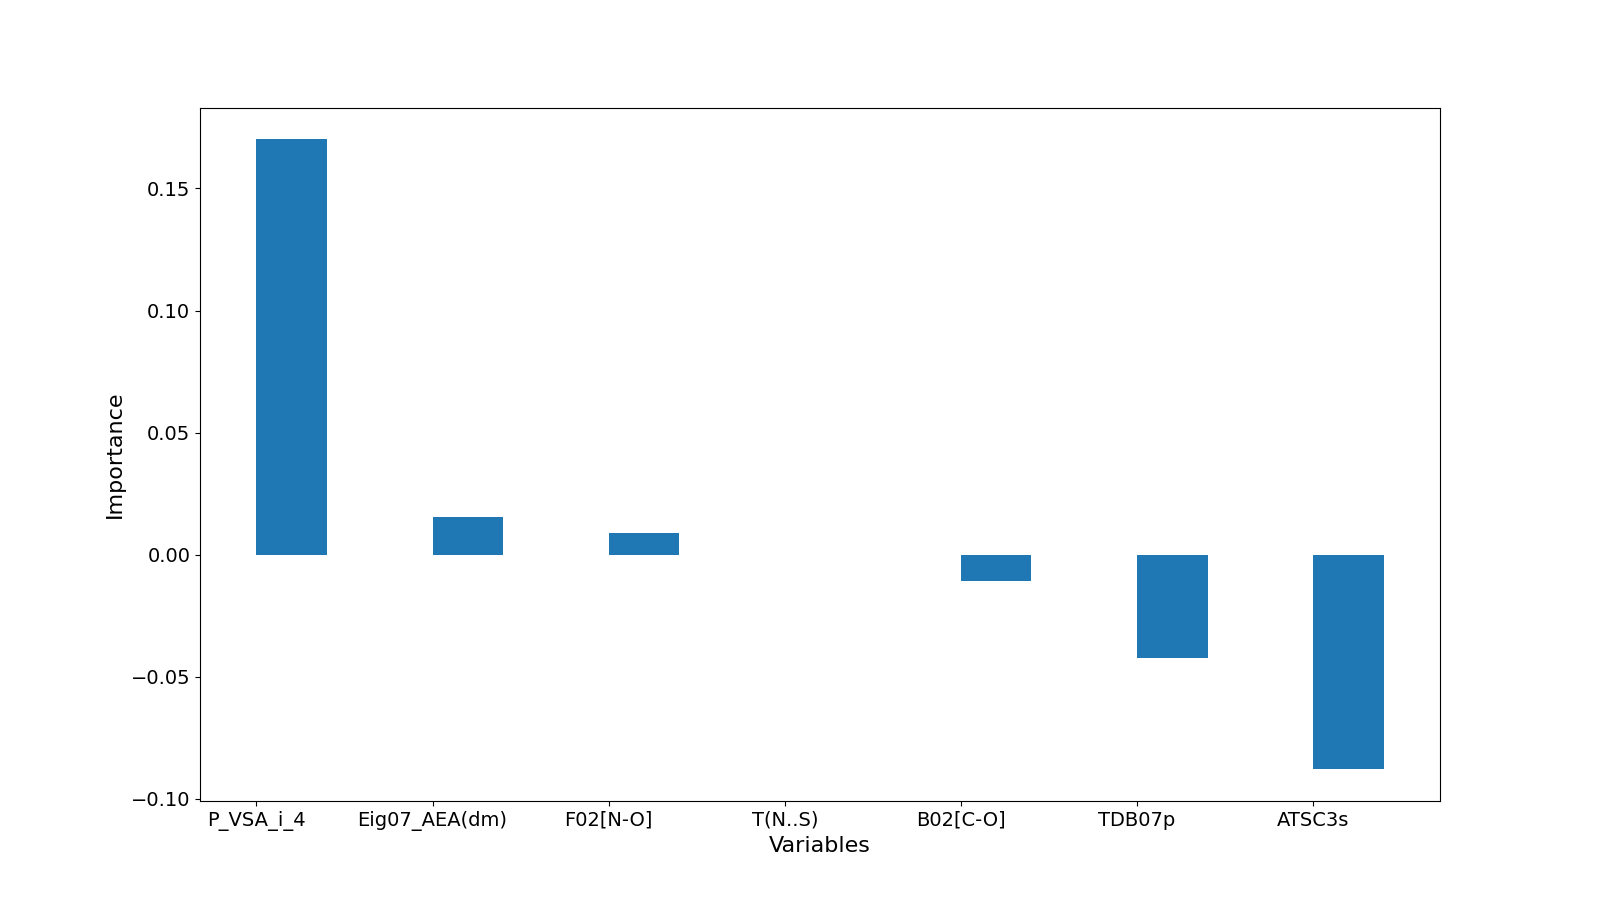 0.15
0.10
0.05
0.00
−0.05
−0.10
Importance
P_VSA_i_4 Eig07_AEA(dm) F02[N-O] T(N..S) B02[C-O] TDB07p ATSC3s
Variables